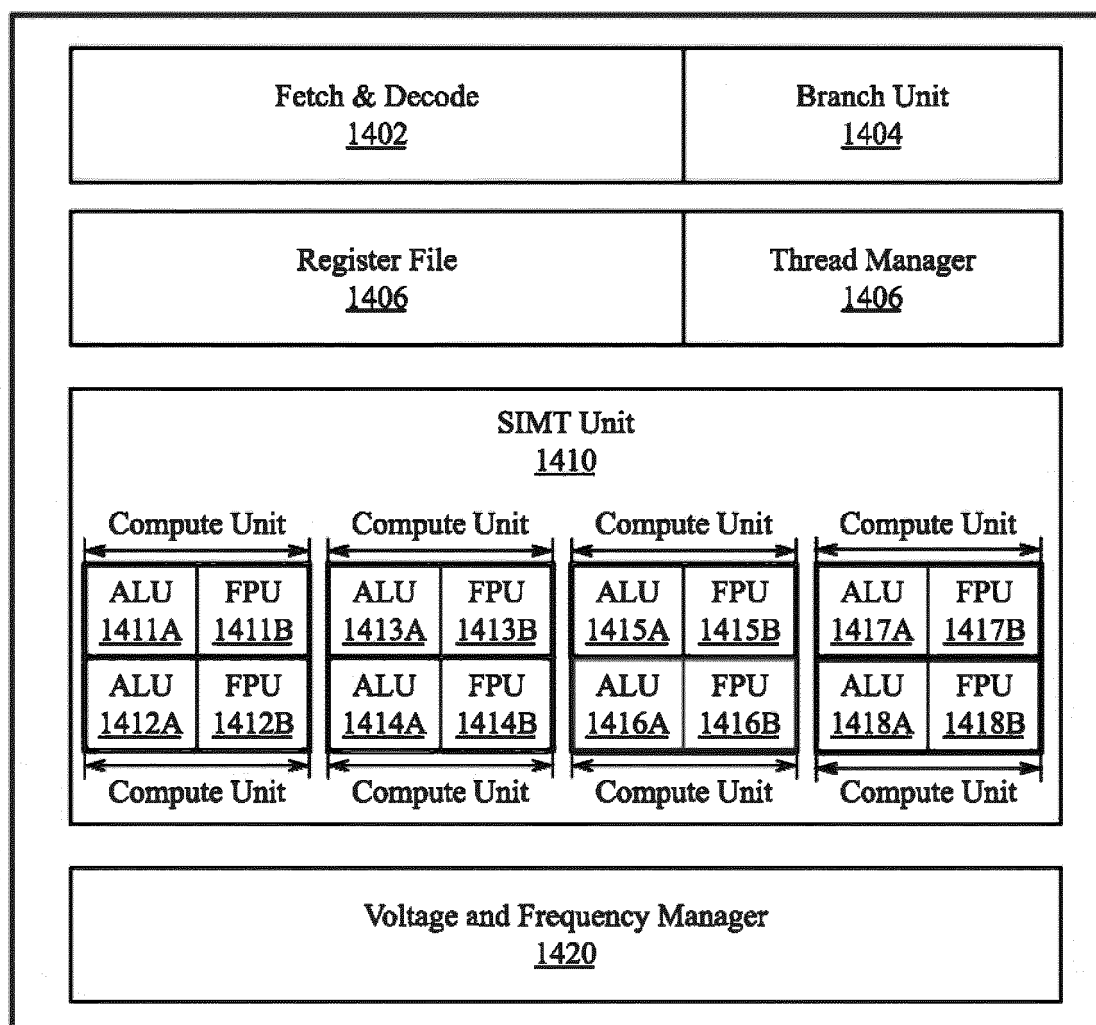 Fetch & Decode
1402
Branch Unit
1404
Register File
1406
Thread Manager
1406
SIMT Unit
1410
Compute Unit Compute Unit Compute Unit Compute Unit
ALU FPU ALU FPU ALU FPU ALU FPU
1411A 1411B 1413A 1413B 1415A 1415B 1417A 1417B
ALU FPU ALU FPU ALU FPU ALU FPU
1412A 1412B 1414A 1414B 1416A 1416B 1418A 1418B
Compute Unit Compute Unit Compute Unit Compute Unit
Voltage and Frequency Manager
1420